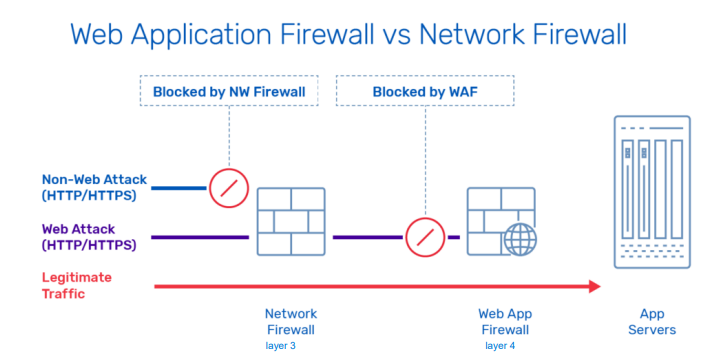 Web Application Firewall vs Network Firewall
Blocked by NW Firewall
Blocked by WAF
Non-Web Attack
(HTTP/HTTPS)
Web Attack
(HTTP/HTTPS)
Legitimate
Traffic
Network
Firewall
layer 3
Web App
Firewall
layer 4
App
Servers